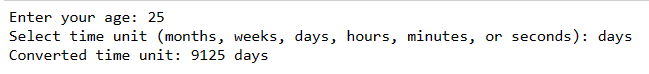 Enter your age: 25
Select time unit (months, weeks, days, hours, minutes, or seconds): days
Converted time unit: 9125 days